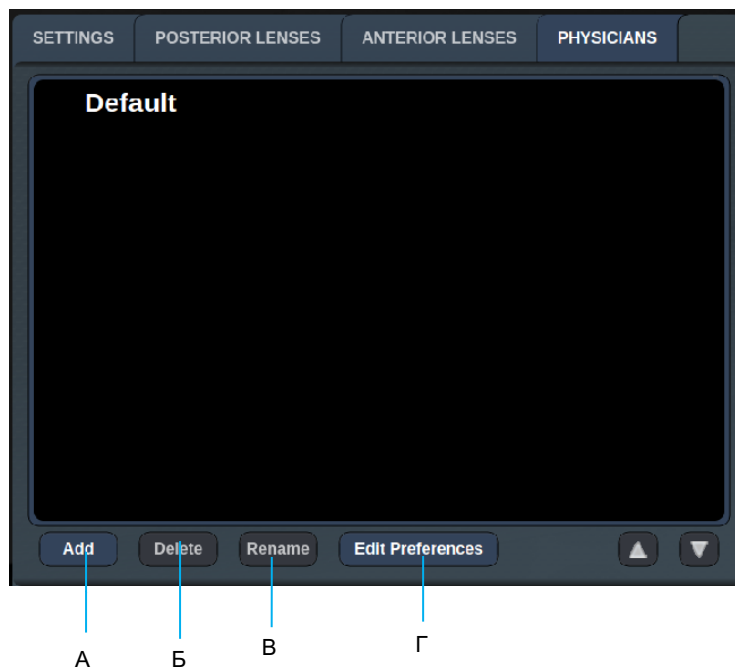 SETTINGS POSTERIOR LENSES ANTERIOR LENSES PHYSICIANS
Default
Add Delete Rename Edit Preferences
А Б В Г